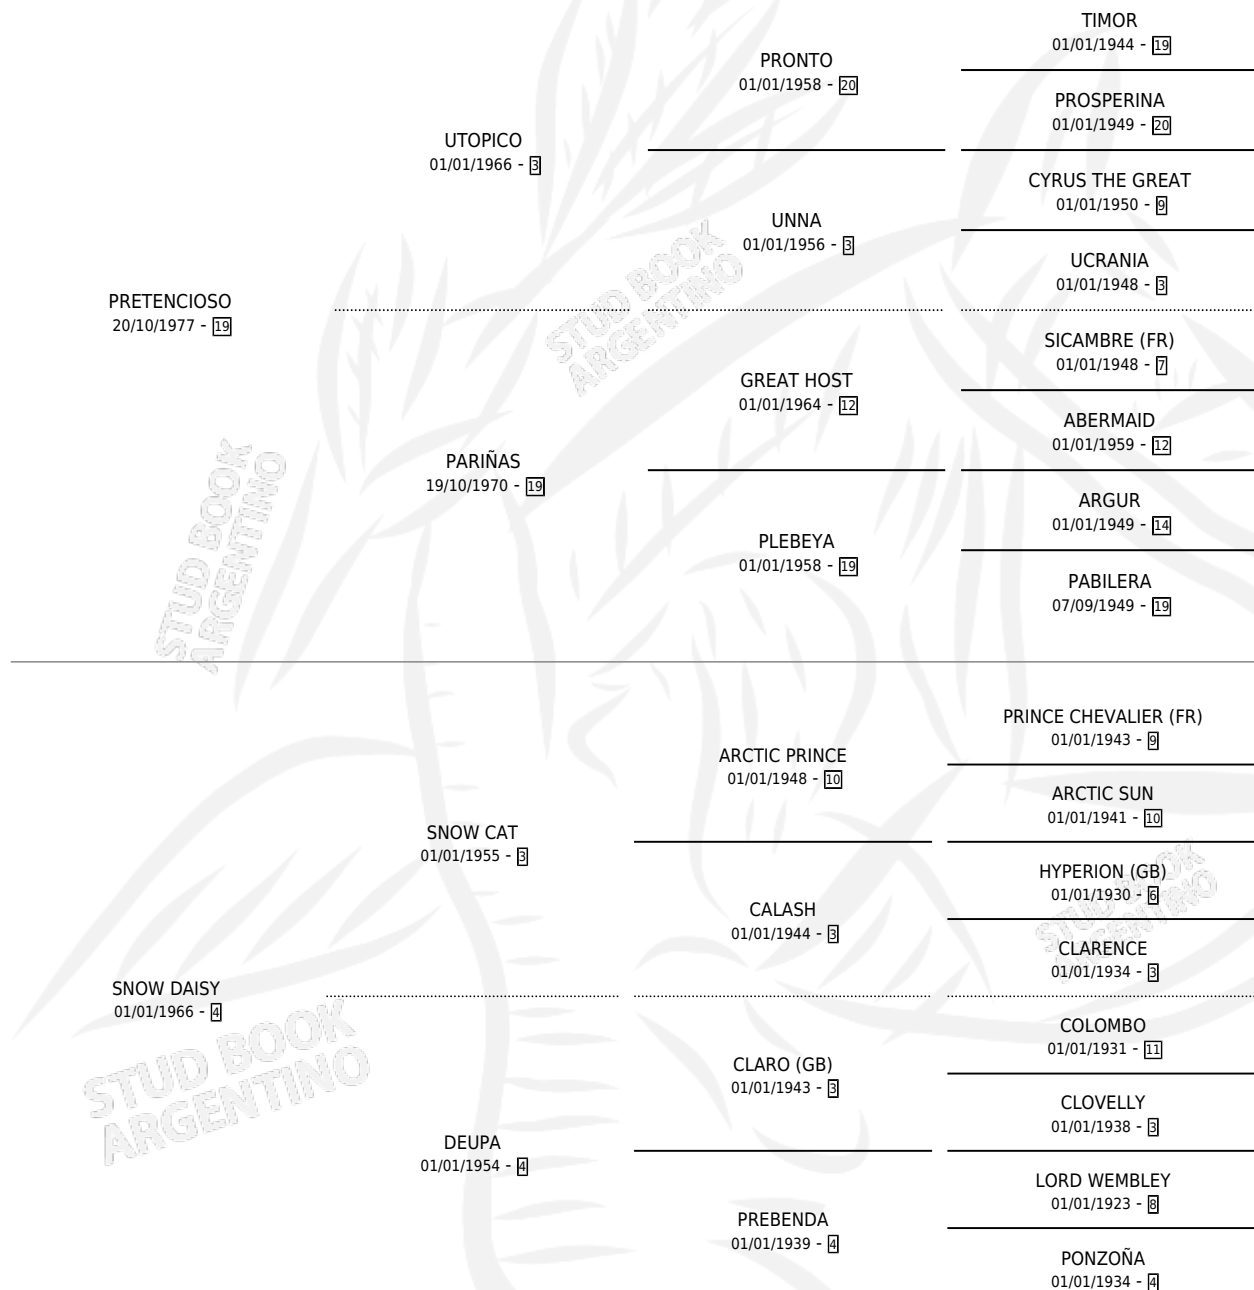 TIMOR
01/01/1944 - 19
PRONTO
01/01/1958 - 20
PROSPERINA
01/01/1949 - 20
UTOPICO
01/01/1966 - 3
CYRUS THE GREAT
01/01/1950 - 9
UNNA
01/01/1956 - 3
UCRANIA
01/01/1948 - 3
PRETENCIOSO
20/10/1977 - 19
STUD BOOK
ARGENTINO
SICAMBRE (FR)
01/01/1948 - 7
GREAT HOST
01/01/1964 - 12
ABERMAID
01/01/1959 - 12
PARIÑAS
19/10/1970 - 19
ARGUR
01/01/1949 - 14
PLEBEYA
01/01/1958 - 19
PABILERA
07/09/1949 - 19
STUD BOOK
ARGENTINO
PRINCE CHEVALIER (FR)
01/01/1943 - 9
ARCTIC PRINCE
01/01/1948 - 10
ARCTIC SUN
01/01/1941 - 10
SNOW CAT
01/01/1955 - 3
HYPERION (GB)
01/01/1930 - 6
CALASH
01/01/1944 - 3
CLARENCE
01/01/1934 - 3
STUD BOOK
ARGENTINO
SNOW DAISY
01/01/1966 - 4
STUD BOOK
ARGENTINO
COLOMBO
01/01/1931 - 11
CLARO (GB)
01/01/1943 - 3
CLOVELLY
01/01/1938 - 3
DEUPA
01/01/1954 - 4
LORD WEMBLEY
01/01/1923 - 8
PREBENDA
01/01/1939 - 4
PONZOÑA
01/01/1934 - 4